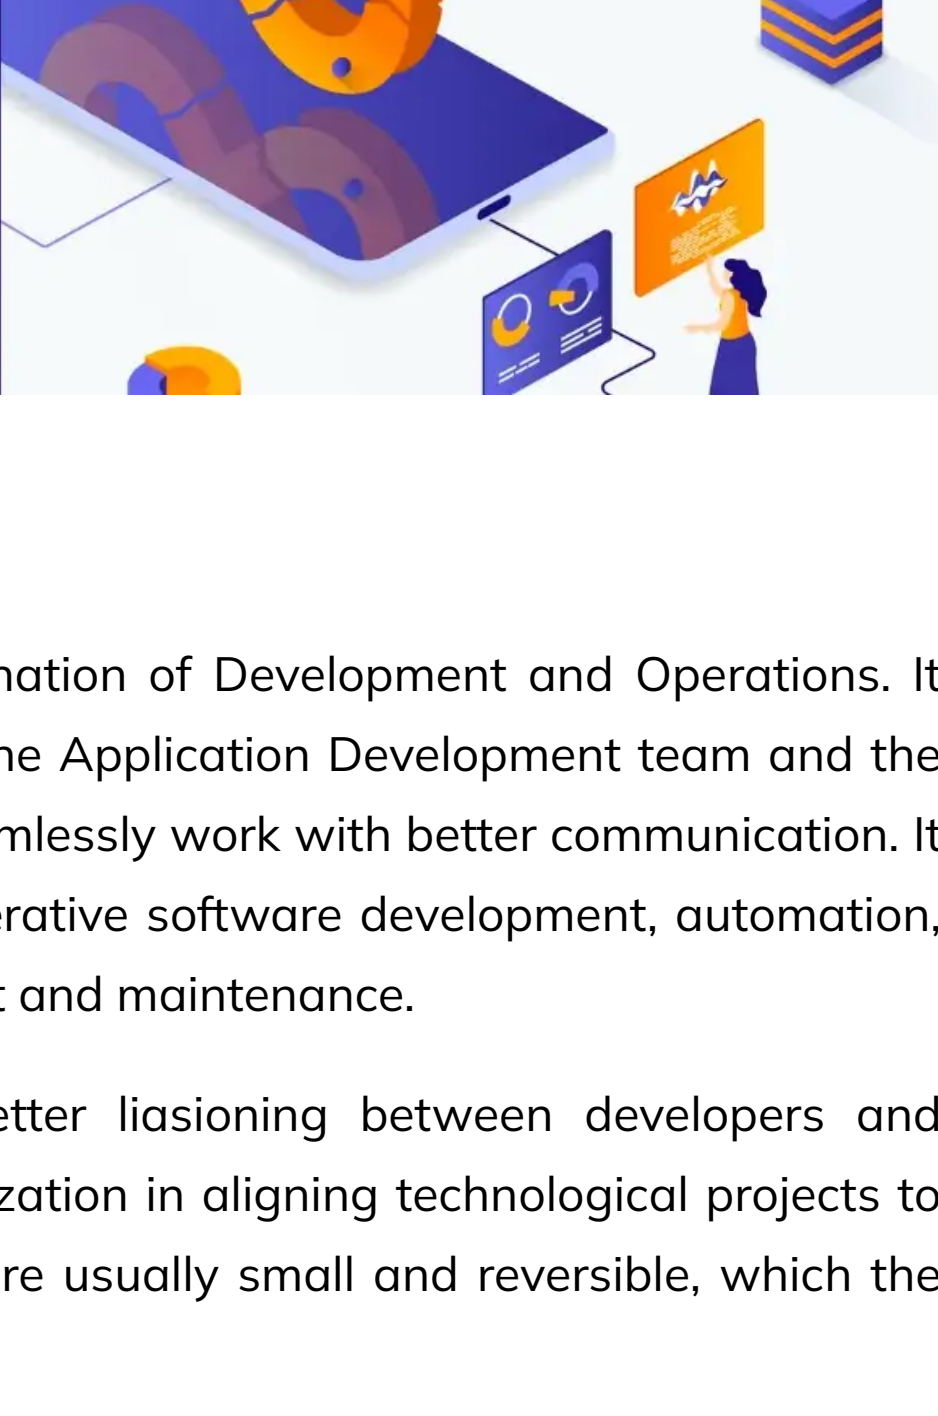 nation of Development and Operations. It
he Application Development team and the
mlessly work with better communication. It
erative software development, automation,
t and maintenance.
etter liasioning between developers and
zation in aligning technological projects to
re usually small and reversible, which the